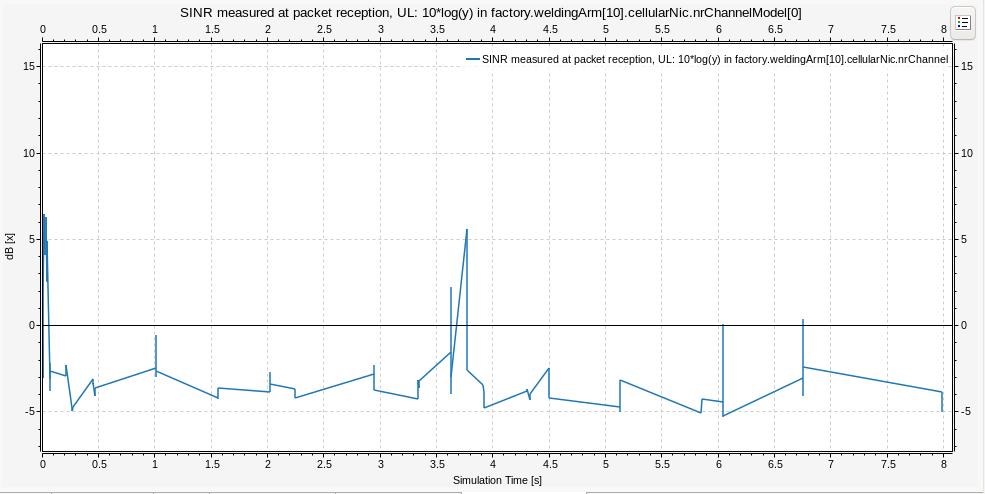 SINR measured at packet reception, UL: 10*log(y) in factory.weldingArm[10].cellularNic.nrChannelModel[0]
0 0.5 1 1.5 2 2.5 3 3.5 4 4.5 5 5.5 6 6.5 7 7.5 8
SINR measured at packet reception, UL: 10*log(y) in factory.weldingArm[10].cellularNic.nrChannel
15 15
10 10
5 5
dB [x]
0 0
-5 -5
0 0.5 1 1.5 2 2.5 3 3.5 4 4.5 5 5.5 6 6.5 7 7.5 8
Simulation Time [s]